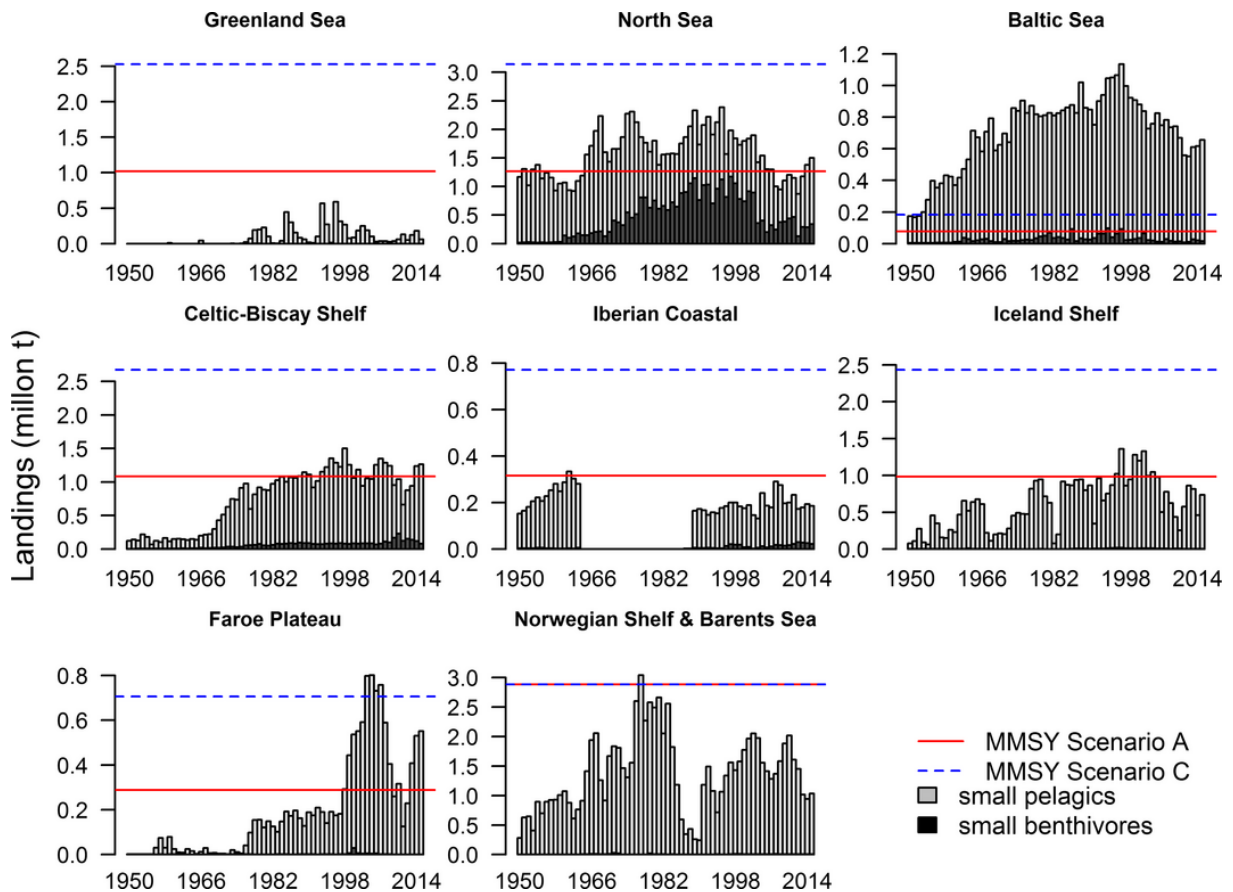 Landings (millon t)
Greenland Sea
2.5
2.0
1.5
1.0
0.5
0.0
1950 1966 1982 1998 2014
North Sea
3.0
2.5
2.0
1.5
1.0
0.5
0.0
1950 1966 1982 1998 2014
Baltic Sea
1.2
1.0
0.8
0.6
0.4
0.2
0.0
1950 1966 1982 1998 2014
Celtic-Biscay Shelf
2.5
2.0
1.5
1.0
0.5
0.0
1950 1966 1982 1998 2014
Iberian Coastal
0.8
0.6
0.4
0.2
0.0
1950 1966 1982 1998 2014
Iceland Shelf
2.5
2.0
1.5
1.0
0.5
0.0
1950 1966 1982 1998 2014
Faroe Plateau
0.8
0.6
0.4
0.2
0.0
1950 1966 1982 1998 2014
Norwegian Shelf & Barents Sea
3.0
2.5
2.0
1.5
1.0
0.5
0.0
1950 1966 1982 1998 2014
MMSY Scenario A
MMSY Scenario C
small pelagics
small benthivores